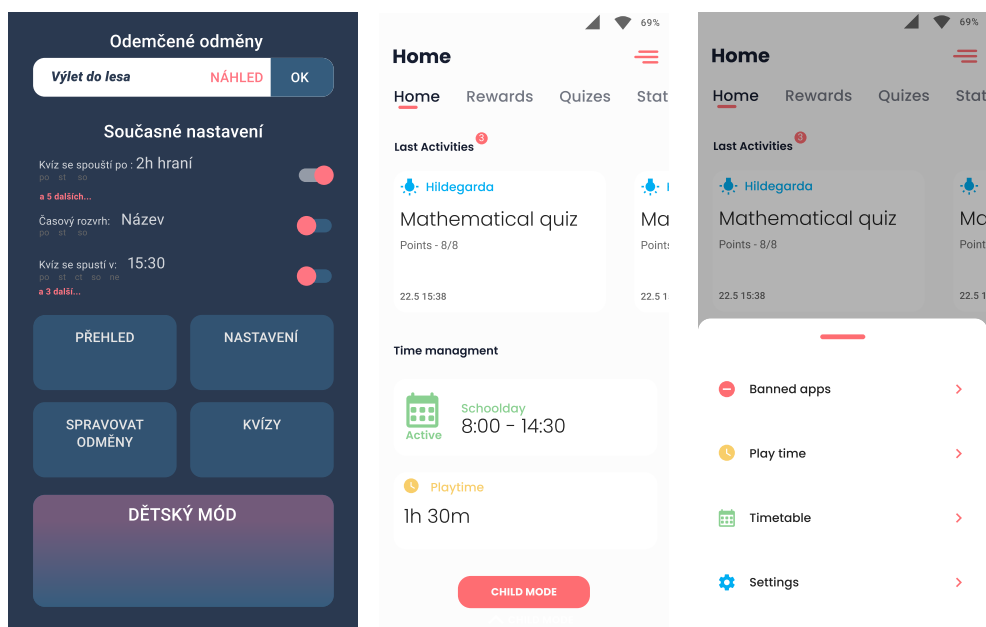 Odemčené odměny
Výlet do lesa NÁHLED OK
Současné nastavení
Kvíz se spouští po : 2h hraní
po st so
a 5 dalších...
Časový rozvrh: Název
po st so
Kvíz se spustí v: 15:30
po st ct so ne
a 3 další...
PŘEHLED
NASTAVENÍ
SPRAVOVAT
ODMĚNY
KVÍZY
DĚTSKÝ MÓD
69%
Home
Home Rewards Quizes Stat
Last Activities 3
Hildegarda
Mathematical quiz
Points - 8/8
22.5 15:38
Ma
Points
22.5 1
Time managment
Schoolday
8:00 - 14:30
Active
Playtime
1h 30m
CHILD MODE
69%
Home
Home Rewards Quizes Stat
Last Activities 3
Hildegarda
Mathematical quiz
Points - 8/8
22.5 15:38
Ma
Point
22.5 1
Banned apps
Play time
Timetable
Settings